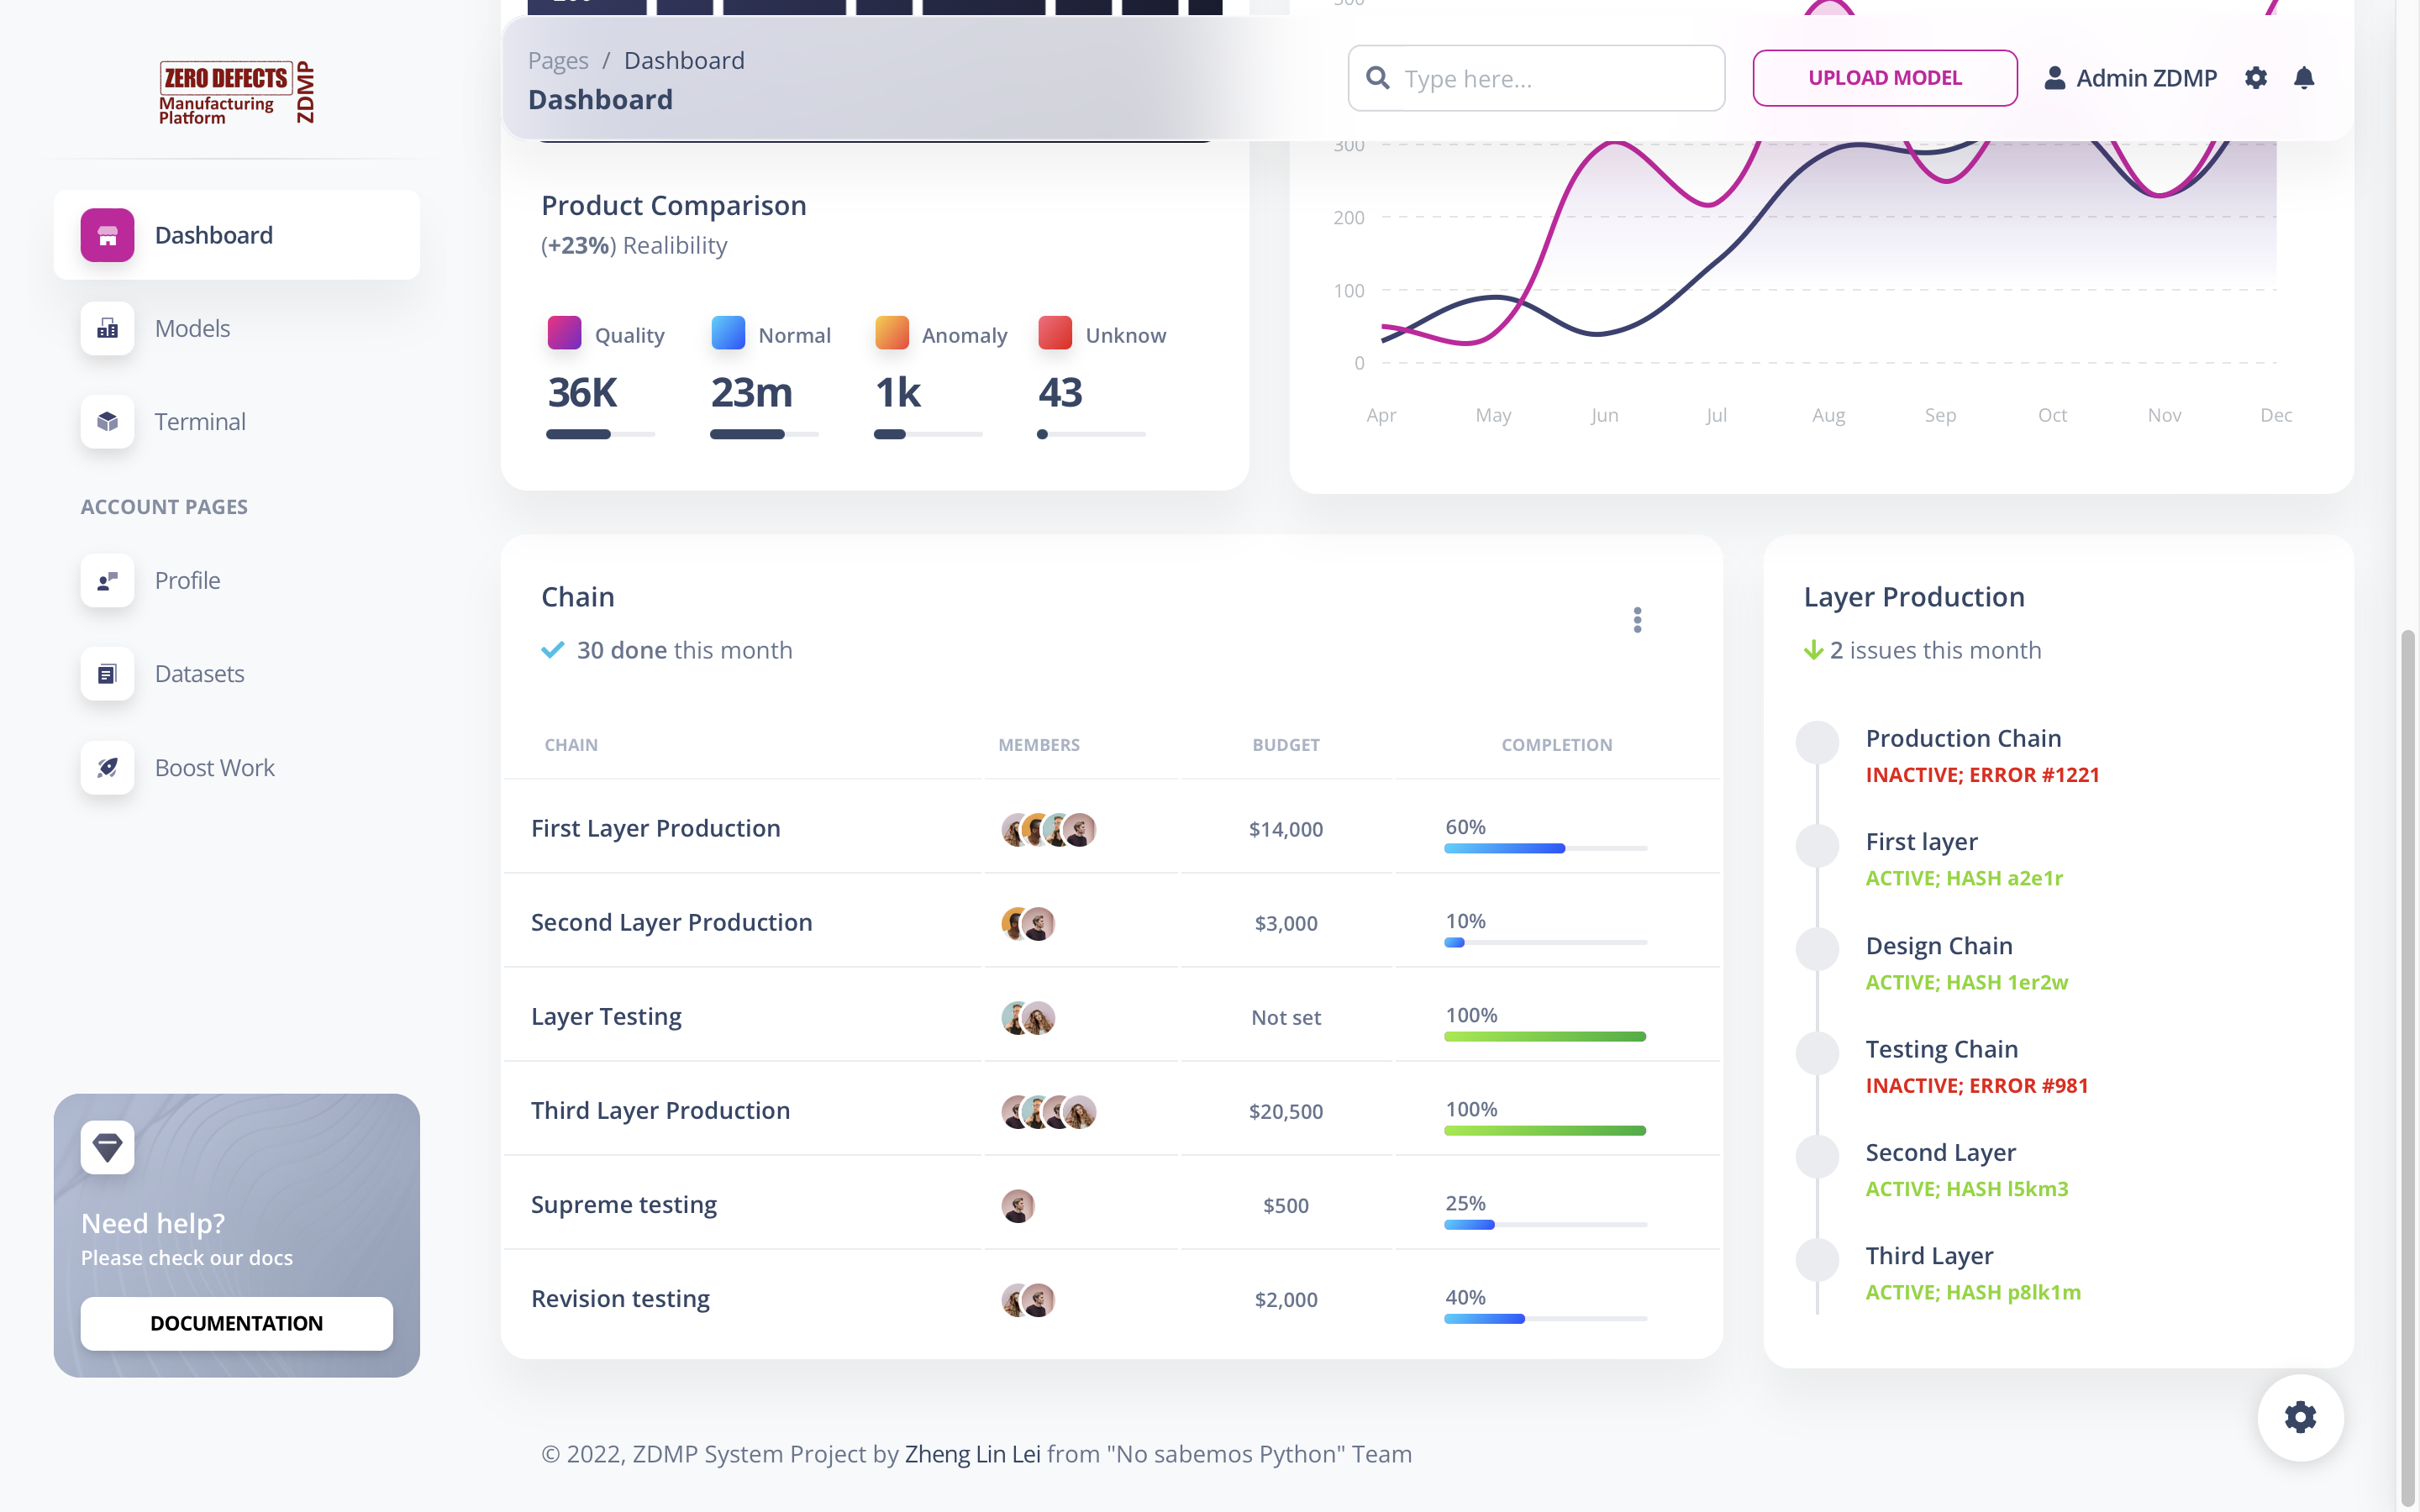 ZERO DEFECTS
Manufacturing
Platform
ZDMP
Dashboard
Models
Terminal
ACCOUNT PAGES
Profile
Datasets
Boost Work
Need help?
Please check our docs
DOCUMENTATION
Pages / Dashboard
Dashboard
Type here...
UPLOAD MODEL
Admin ZDMP
Product Comparison
(+23%) Realibility
Quality
Normal
Anomaly
Unknow
36K
23m
1k
43
300
200
100
0
Apr May Jun Jul Aug Sep Oct Nov Dec
Chain
30 done this month
CHAIN MEMBERS BUDGET COMPLETION
First Layer Production $14,000 60%
Second Layer Production $3,000 10%
Layer Testing Not set 100%
Third Layer Production $20,500 100%
Supreme testing $500 25%
Revision testing $2,000 40%
Layer Production
2 issues this month
Production Chain
INACTIVE; ERROR #1221
First layer
ACTIVE; HASH a2e1r
Design Chain
ACTIVE; HASH 1er2w
Testing Chain
INACTIVE; ERROR #981
Second Layer
ACTIVE; HASH l5km3
Third Layer
ACTIVE; HASH p8lk1m
© 2022, ZDMP System Project by Zheng Lin Lei from "No sabemos Python" Team